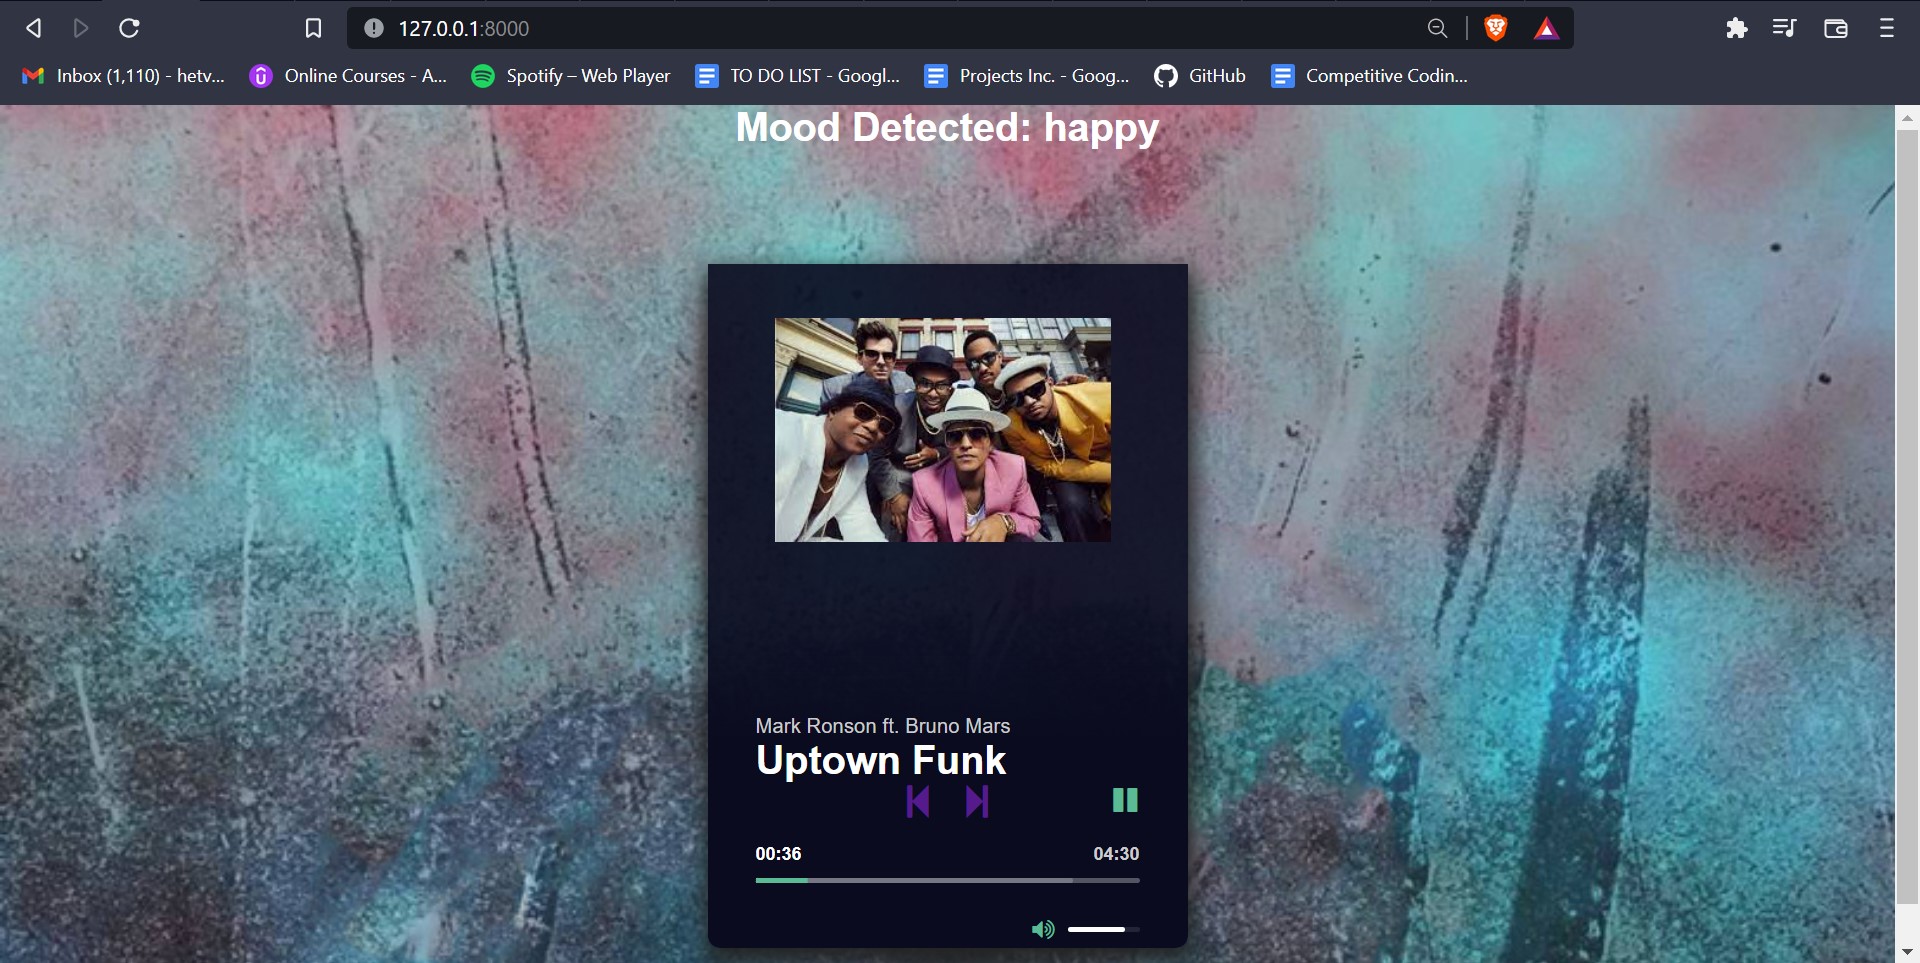 127.0.0.1:8000
Inbox (1,110) - hetv... Online Courses - A... Spotify – Web Player TO DO LIST - Googl... Projects Inc. - Goog... GitHub Competitive Codin...
Mood Detected: happy
Mark Ronson ft. Bruno Mars
Uptown Funk
00:36 04:30